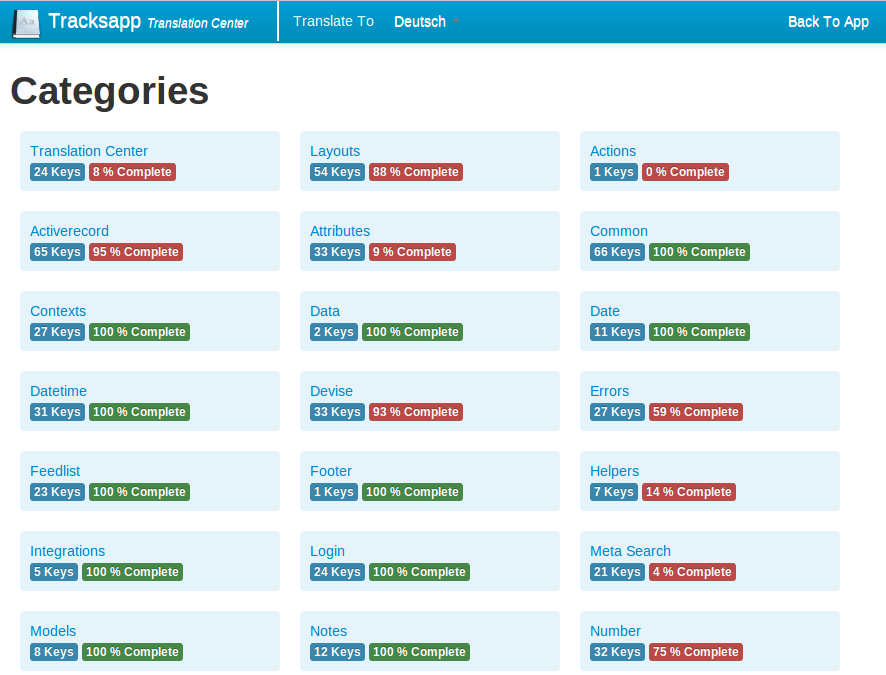 Tracksapp Translation Center Translate To Deutsch Back To App
Categories
Translation Center Layouts Actions
24 Keys 8 % Complete 54 Keys 88 % Complete 1 Keys 0 % Complete
Activerecord Attributes Common
65 Keys 95 % Complete 33 Keys 9 % Complete 66 Keys 100 % Complete
Contexts Data Date
27 Keys 100 % Complete 2 Keys 100 % Complete 11 Keys 100 % Complete
Datetime Devise Errors
31 Keys 100 % Complete 33 Keys 93 % Complete 27 Keys 59 % Complete
Feedlist Footer Helpers
23 Keys 100 % Complete 1 Keys 100 % Complete 7 Keys 14 % Complete
Integrations Login Meta Search
5 Keys 100 % Complete 24 Keys 100 % Complete 21 Keys 4 % Complete
Models Notes Number
8 Keys 100 % Complete 12 Keys 100 % Complete 32 Keys 75 % Complete